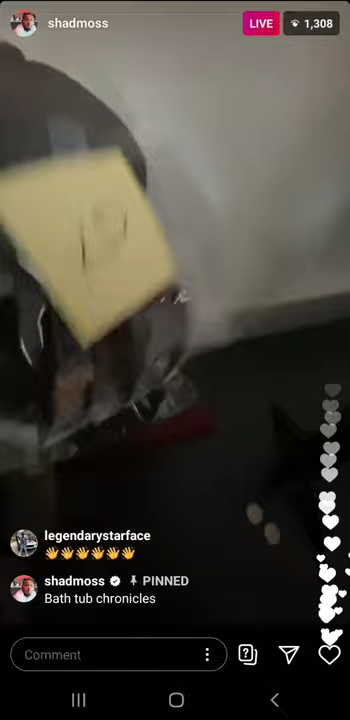 shadmoss
LIVE
1,308
legendarystarface
👋👋👋👋👋👋
shadmoss
PINNED
Bath tub chronicles
Comment